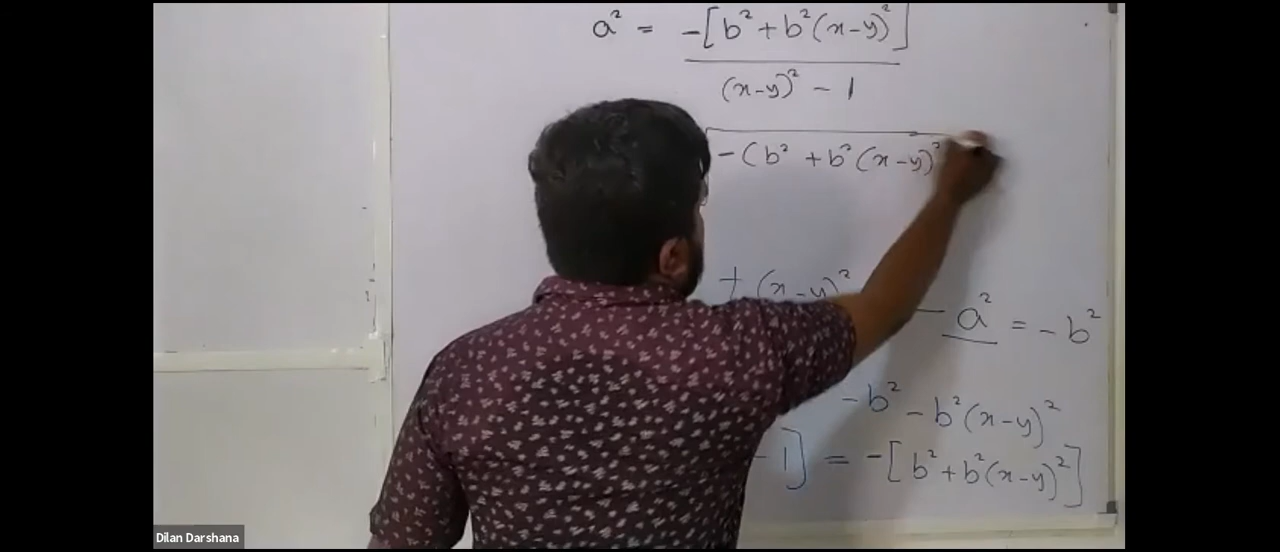 a² = -[b² + b²(x-y)²]
(x-y)² - 1
-(b² + b²(x-y)²
+ (x-y)² - a² = -b²
-b² - b²(x-y)²
- 1] = -[b² + b²(x-y)²]
Dilan Darshana